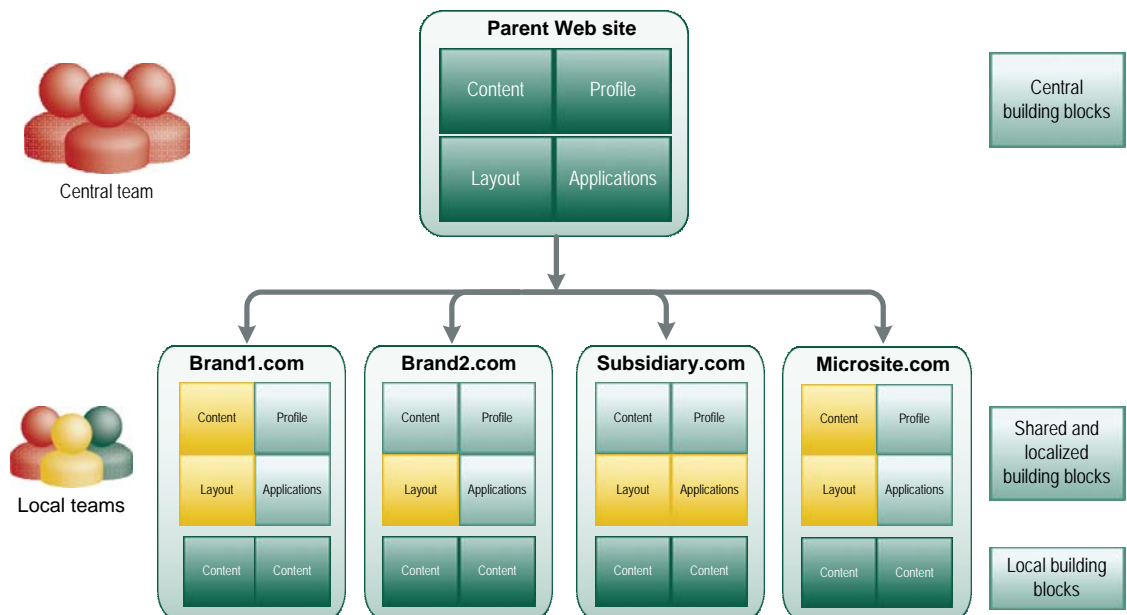 Parent Web site
Content Profile
Layout Applications
Central team
Central
building blocks
Brand1.com
Content Profile
Layout Applications
Content Content
Brand2.com
Content Profile
Layout Applications
Content Content
Subsidiary.com
Content Profile
Layout Applications
Content Content
Microsite.com
Content Profile
Layout Applications
Content Content
Local teams
Shared and
localized
building blocks
Local building
blocks